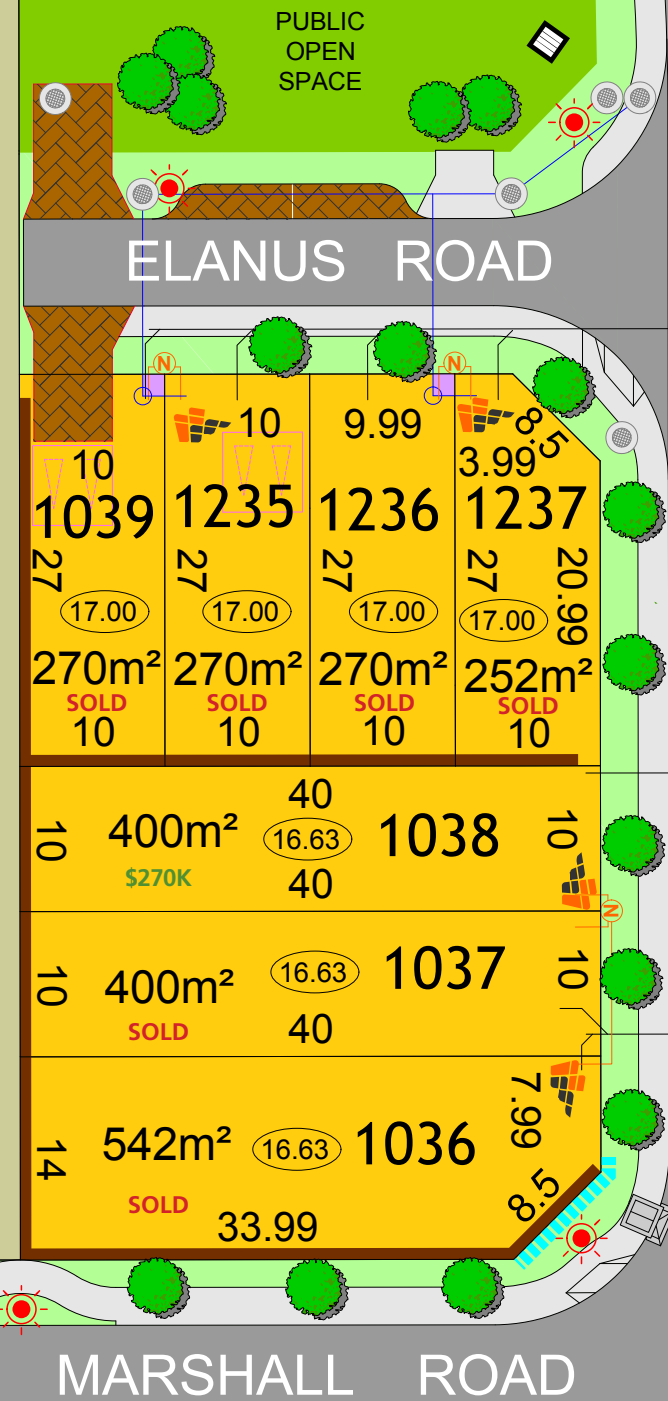 PUBLIC
OPEN
SPACE
ELANUS ROAD
N
N
10
1039
27
17.00
270m²
SOLD
10
10
1235
27
17.00
270m²
SOLD
10
9.99
1236
27
17.00
270m²
SOLD
10
8.5
3.99
1237
27
20.99
17.00
252m²
SOLD
10
40
10
400m²
16.63
1038
10
$270K
40
N
10
400m²
16.63
1037
10
SOLD
40
7.99
14
542m²
16.63
1036
SOLD
33.99
8.5
MARSHALL ROAD